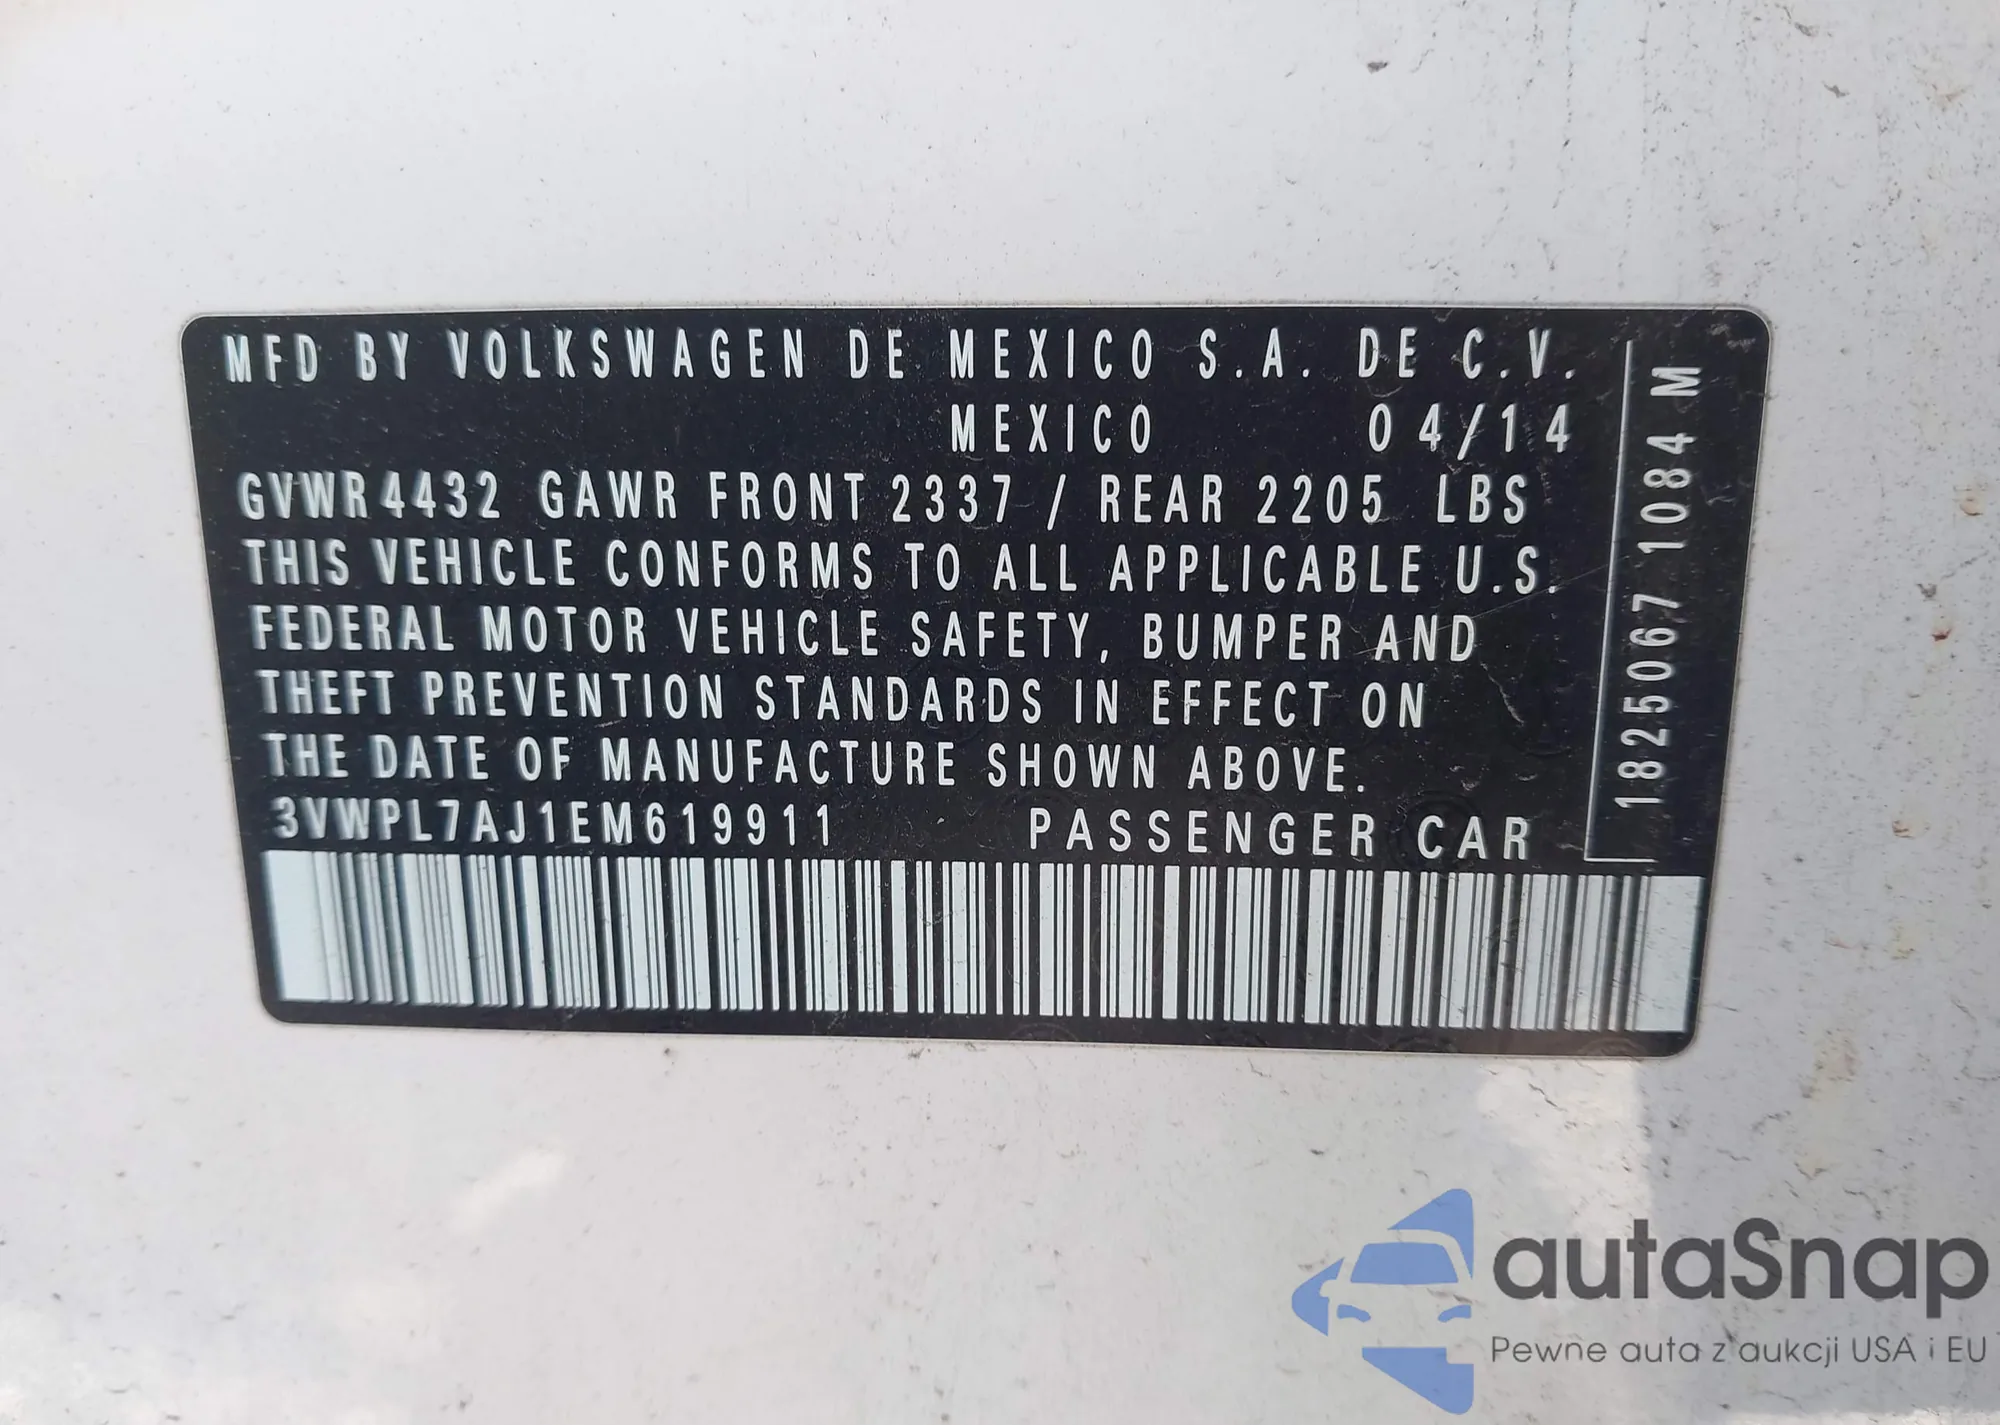 MFD BY VOLKSWAGEN DE MEXICO S.A. DE C.V.
MEXICO 04/14
GVWR 4432 GAWR FRONT 2337 / REAR 2205 LBS
THIS VEHICLE CONFORMS TO ALL APPLICABLE U.S.
FEDERAL MOTOR VEHICLE SAFETY, BUMPER AND
THEFT PREVENTION STANDARDS IN EFFECT ON
THE DATE OF MANUFACTURE SHOWN ABOVE.
3VWPL7AJ1EM619911 PASSENGER CAR
1825067 1084 M
autaSnap
Pewne auta z aukcji USA i EU